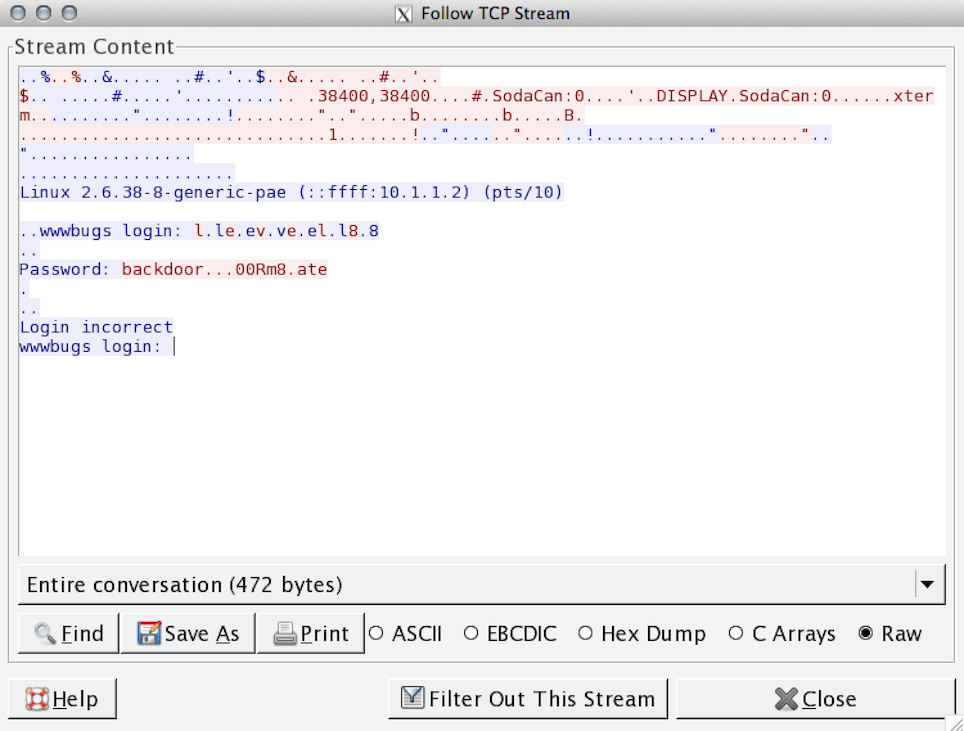 Follow TCP Stream
Stream Content
..%..%..&..... ..#..'..$..&..... ..#..'..
$.. .....#.....'........... .. .38400,38400....#.SodaCan:0....'..DISPLAY.SodaCan:0......xter
m.........."........!........."..".....b........b.....B.
..............................1.......!..".....".....!..........."........"..
"................
.....................
Linux 2.6.38-8-generic-pae (::ffff:10.1.1.2) (pts/10)
..wwwbugs login: l.le.ev.ve.el.l8.8
..
Password: backdoor...00Rm8.ate
.
..
Login incorrect
wwwbugs login:
Entire conversation (472 bytes)
Find Save As Print ASCII EBCDIC Hex Dump C Arrays Raw
Help Filter Out This Stream Close